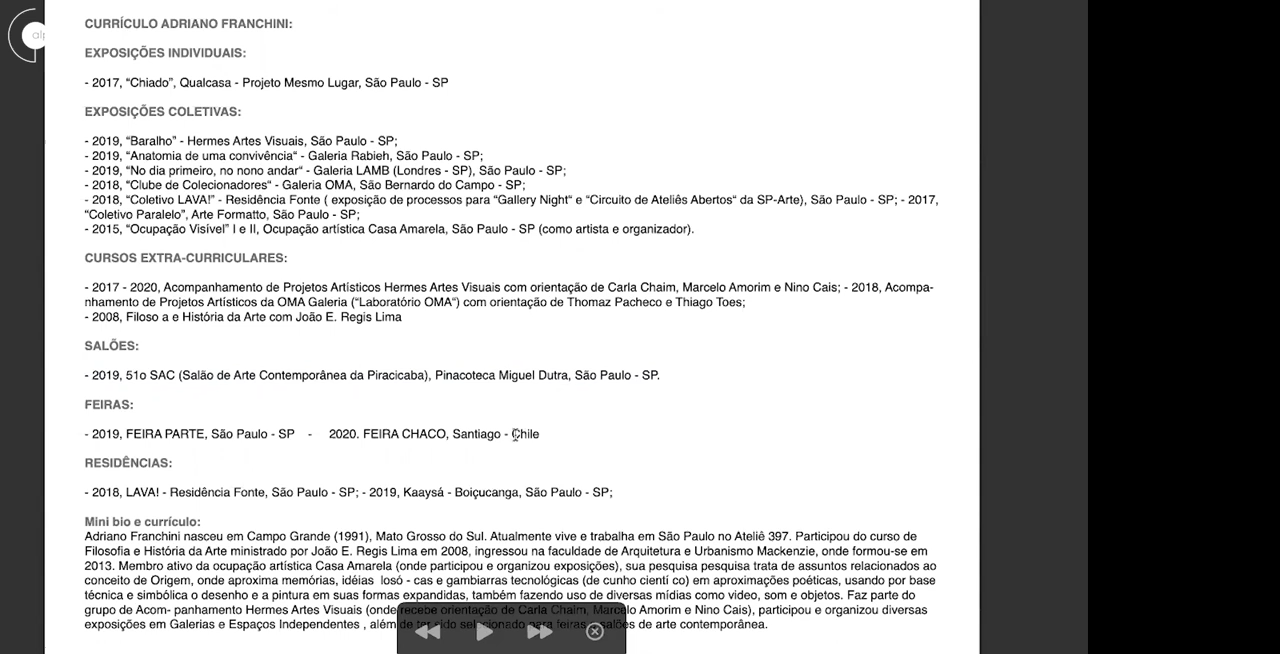 alp
CURRÍCULO ADRIANO FRANCHINI:
EXPOSIÇÕES INDIVIDUAIS:
- 2017, “Chiado”, Qualcasa - Projeto Mesmo Lugar, São Paulo - SP
EXPOSIÇÕES COLETIVAS:
- 2019, “Baralho” - Hermes Artes Visuais, São Paulo - SP;
- 2019, “Anatomia de uma convivência“ - Galeria Rabieh, São Paulo - SP;
- 2019, “No dia primeiro, no nono andar“ - Galeria LAMB (Londres - SP), São Paulo - SP;
- 2018, “Clube de Colecionadores“ - Galeria OMA, São Bernardo do Campo - SP;
- 2018, “Coletivo LAVA!” - Residência Fonte ( exposição de processos para “Gallery Night“ e “Circuito de Ateliês Abertos“ da SP-Arte), São Paulo - SP; - 2017,
“Coletivo Paralelo”, Arte Formatto, São Paulo - SP;
- 2015, “Ocupação Visível” I e II, Ocupação artística Casa Amarela, São Paulo - SP (como artista e organizador).
CURSOS EXTRA-CURRICULARES:
- 2017 - 2020, Acompanhamento de Projetos Artísticos Hermes Artes Visuais com orientação de Carla Chaim, Marcelo Amorim e Nino Cais; - 2018, Acompa-
nhamento de Projetos Artísticos da OMA Galeria (“Laboratório OMA“) com orientação de Thomaz Pacheco e Thiago Toes;
- 2008, Filoso a e História da Arte com João E. Regis Lima
SALÕES:
- 2019, 51o SAC (Salão de Arte Contemporânea da Piracicaba), Pinacoteca Miguel Dutra, São Paulo - SP.
FEIRAS:
- 2019, FEIRA PARTE, São Paulo - SP - 2020. FEIRA CHACO, Santiago - Chile
RESIDÊNCIAS:
- 2018, LAVA! - Residência Fonte, São Paulo - SP; - 2019, Kaaysá - Boiçucanga, São Paulo - SP;
Mini bio e currículo:
Adriano Franchini nasceu em Campo Grande (1991), Mato Grosso do Sul. Atualmente vive e trabalha em São Paulo no Ateliê 397. Participou do curso de
Filosofia e História da Arte ministrado por João E. Regis Lima em 2008, ingressou na faculdade de Arquitetura e Urbanismo Mackenzie, onde formou-se em
2013. Membro ativo da ocupação artística Casa Amarela (onde participou e organizou exposições), sua pesquisa pesquisa trata de assuntos relacionados ao
conceito de Origem, onde aproxima memórias, idéias losó - cas e gambiarras tecnológicas (de cunho cientí co) em aproximações poéticas, usando por base
técnica e simbólica o desenho e a pintura em suas formas expandidas, também fazendo uso de diversas mídias como video, som e objetos. Faz parte do
grupo de Acom- panhamento Hermes Artes Visuais (onde recebe orientação de Carla Chaim, Marcelo Amorim e Nino Cais), participou e organizou diversas
exposições em Galerias e Espaços Independentes , além de ter sido selecionado para feiras e salões de arte contemporânea.